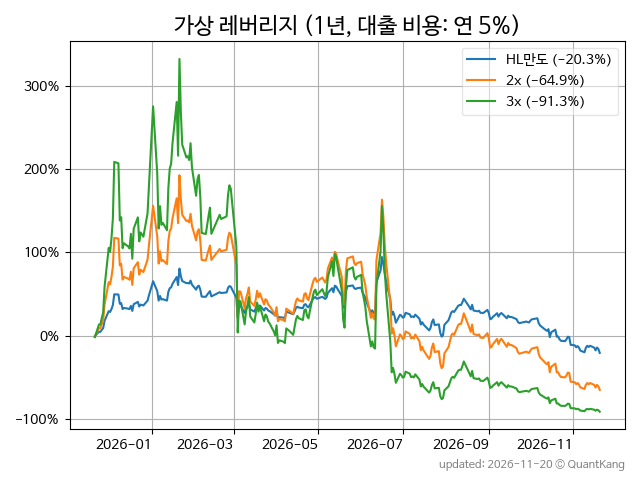 가상 레버리지 (1년, 대출 비용: 연 5%)
HL만도 (-20.3%)
2x (-64.9%)
3x (-91.3%)
300%
200%
100%
0%
-100%
2026-01 2026-03 2026-05 2026-07 2026-09 2026-11
updated: 2026-11-20 © QuantKang